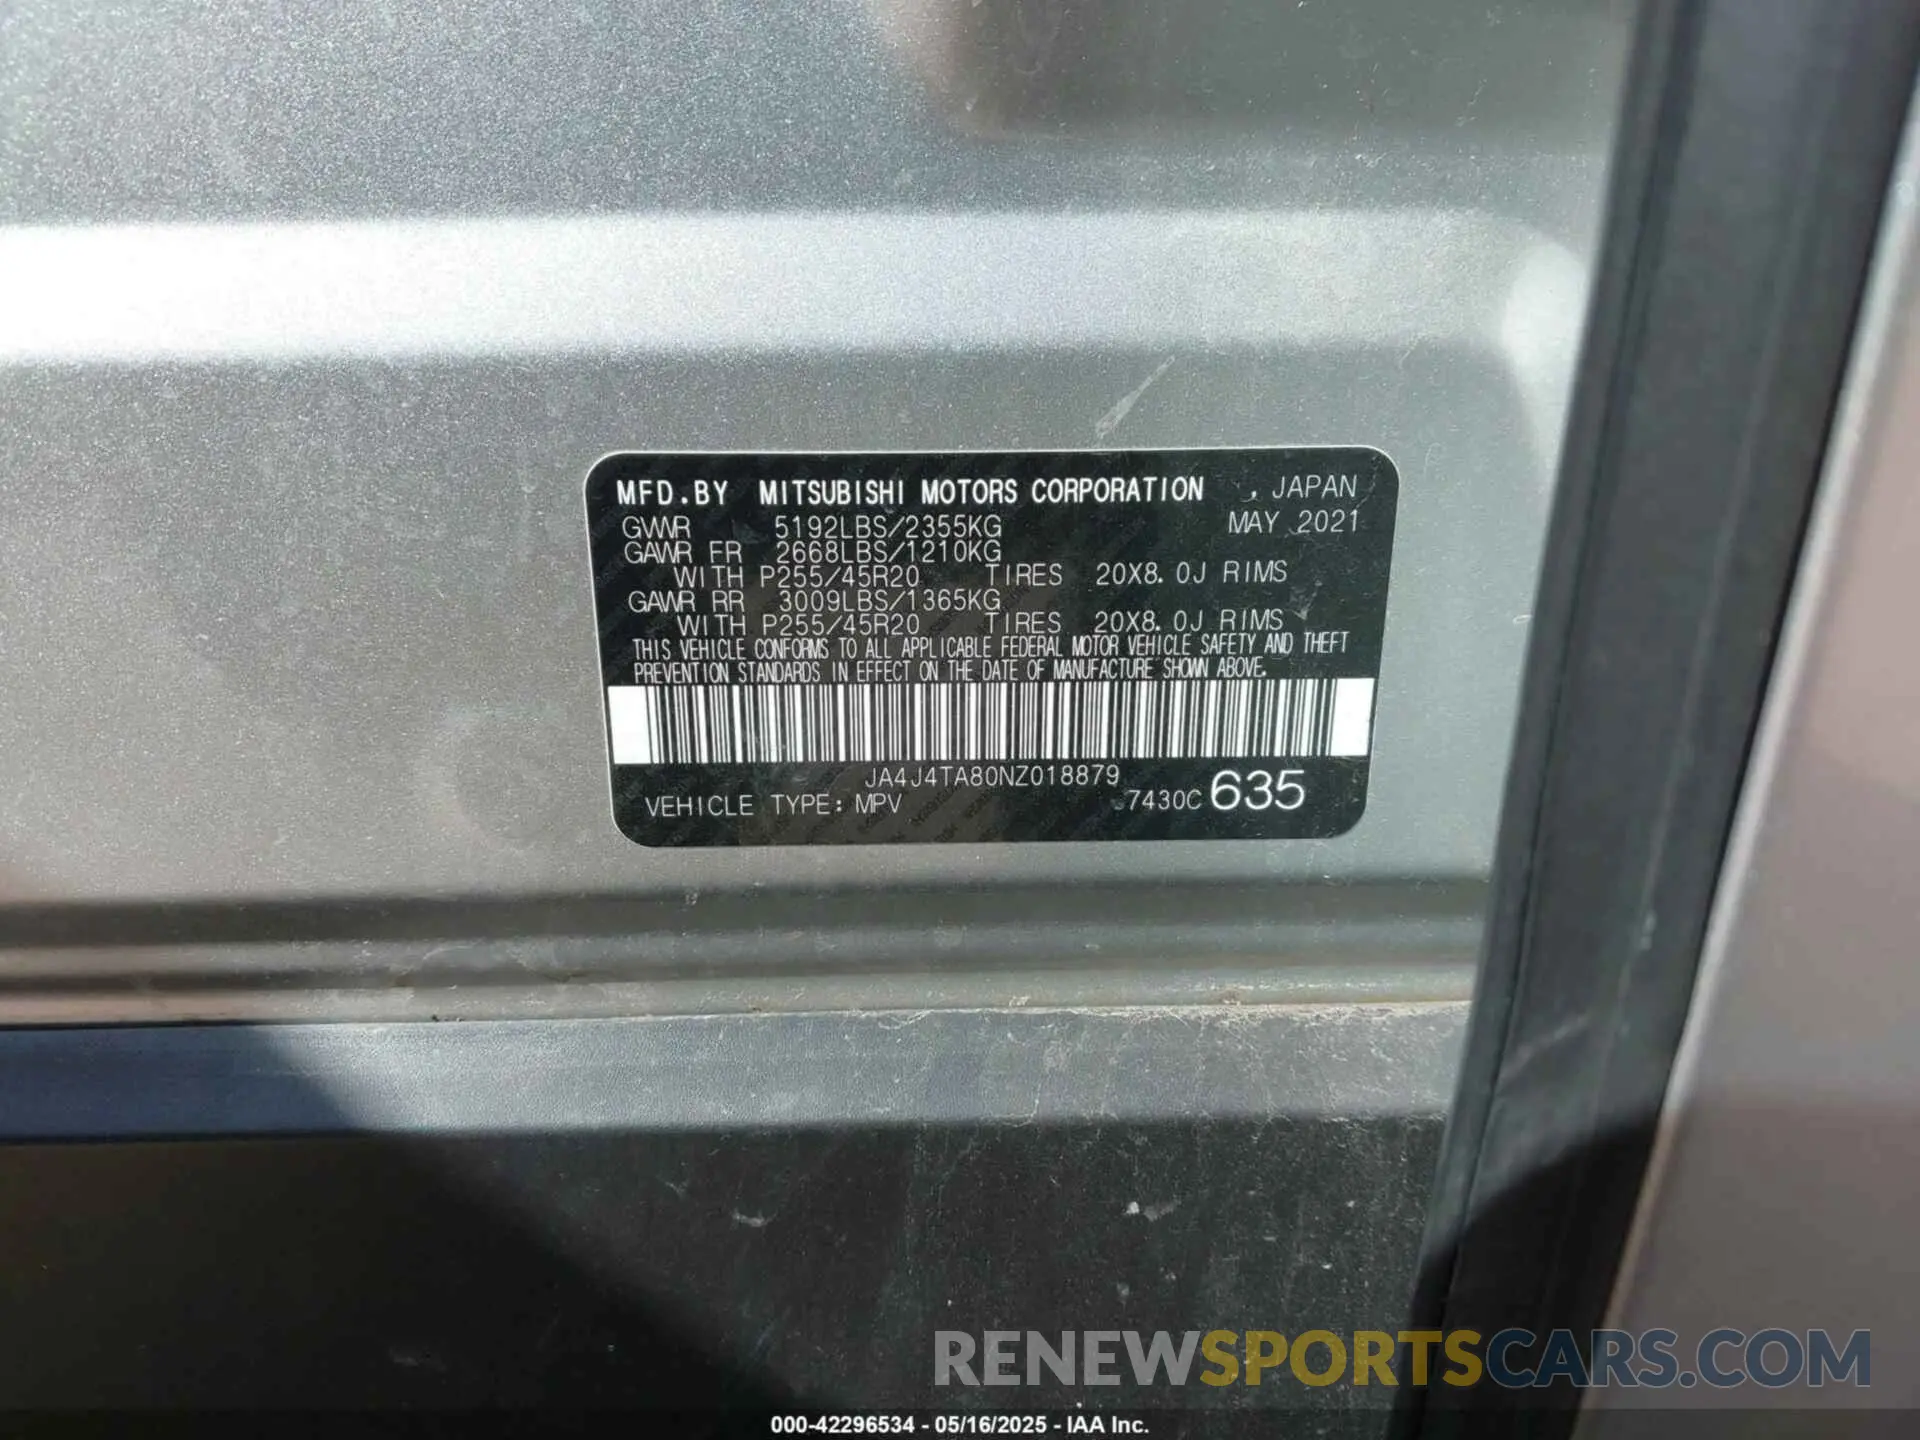 MFD.BY MITSUBISHI MOTORS CORPORATION , JAPAN
GVWR 5192LBS/2355KG MAY 2021
GAWR FR 2668LBS/1210KG
WITH P255/45R20 TIRES 20X8.0J RIMS
GAWR RR 3009LBS/1365KG
WITH P255/45R20 TIRES 20X8.0J RIMS
THIS VEHICLE CONFORMS TO ALL APPLICABLE FEDERAL MOTOR VEHICLE SAFETY AND THEFT
PREVENTION STANDARDS IN EFFECT ON THE DATE OF MANUFACTURE SHOWN ABOVE.
JA4J4TA80NZ018879
VEHICLE TYPE: MPV 7430C 635
RENEWSPORTSCARS.COM
000-42296534 - 05/16/2025 - IAA Inc.